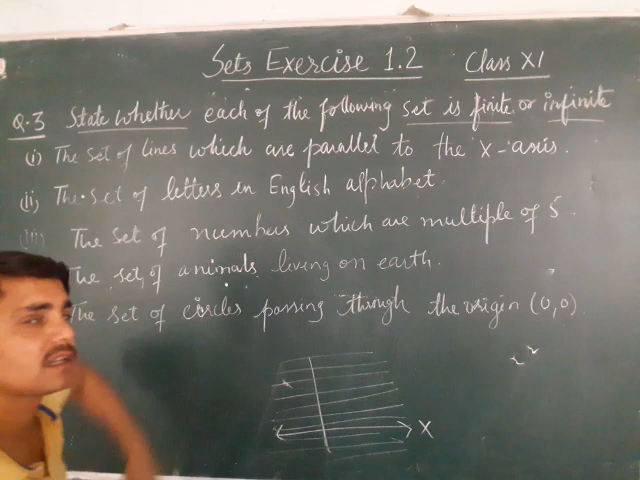 Sets Exercise 1.2 Class XI
Q.3 State whether each of the following set is finite or infinite
(i) The set of lines which are parallel to the x-axis.
(ii) The set of letters in English alphabet.
(iii) The set of numbers which are multiple of 5.
The set of animals living on earth.
The set of circles passing through the origin (0,0).
X